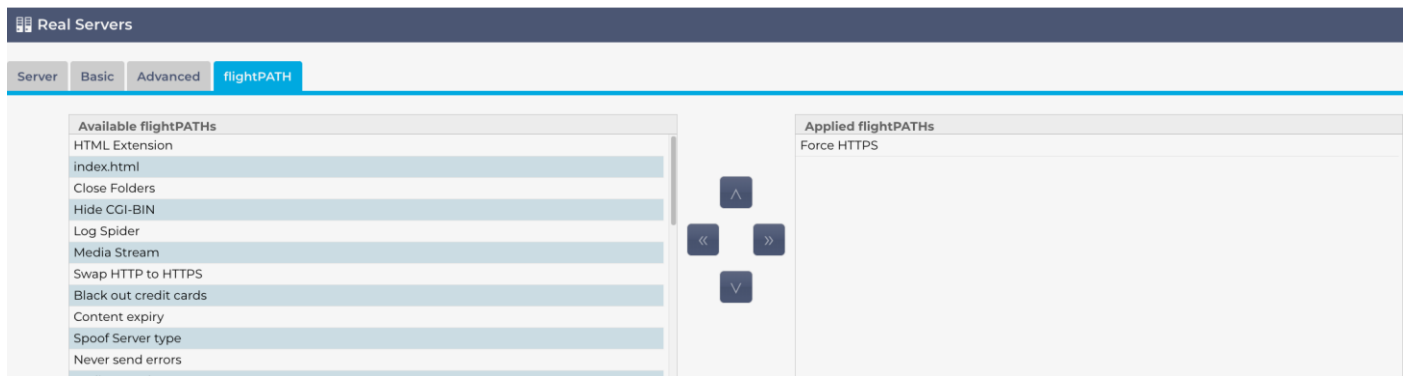 Real Servers
Server Basic Advanced flightPATH
Available flightPATHs
HTML Extension
index.html
Close Folders
Hide CGI-BIN
Log Spider
Media Stream
Swap HTTP to HTTPS
Black out credit cards
Content expiry
Spoof Server type
Never send errors
Applied flightPATHs
Force HTTPS